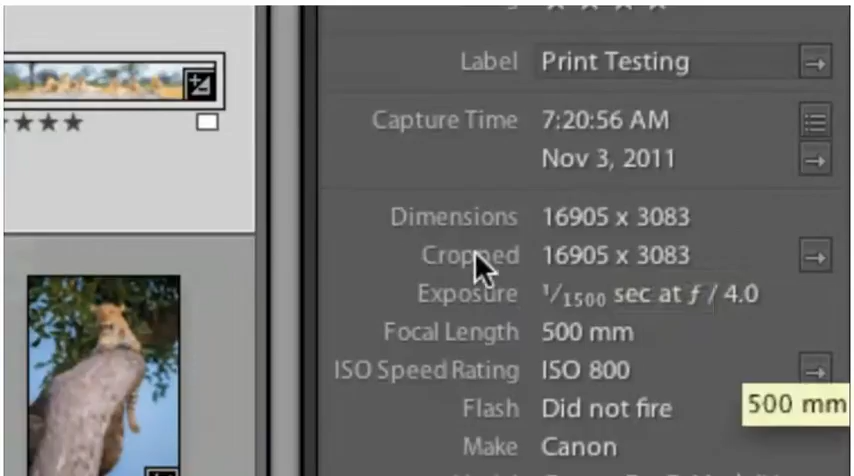 Label Print Testing
Capture Time 7:20:56 AM
Nov 3, 2011
Dimensions 16905 x 3083
Cropped 16905 x 3083
Exposure 1/1500 sec at ƒ / 4.0
Focal Length 500 mm
ISO Speed Rating ISO 800
Flash Did not fire
500 mm
Make Canon